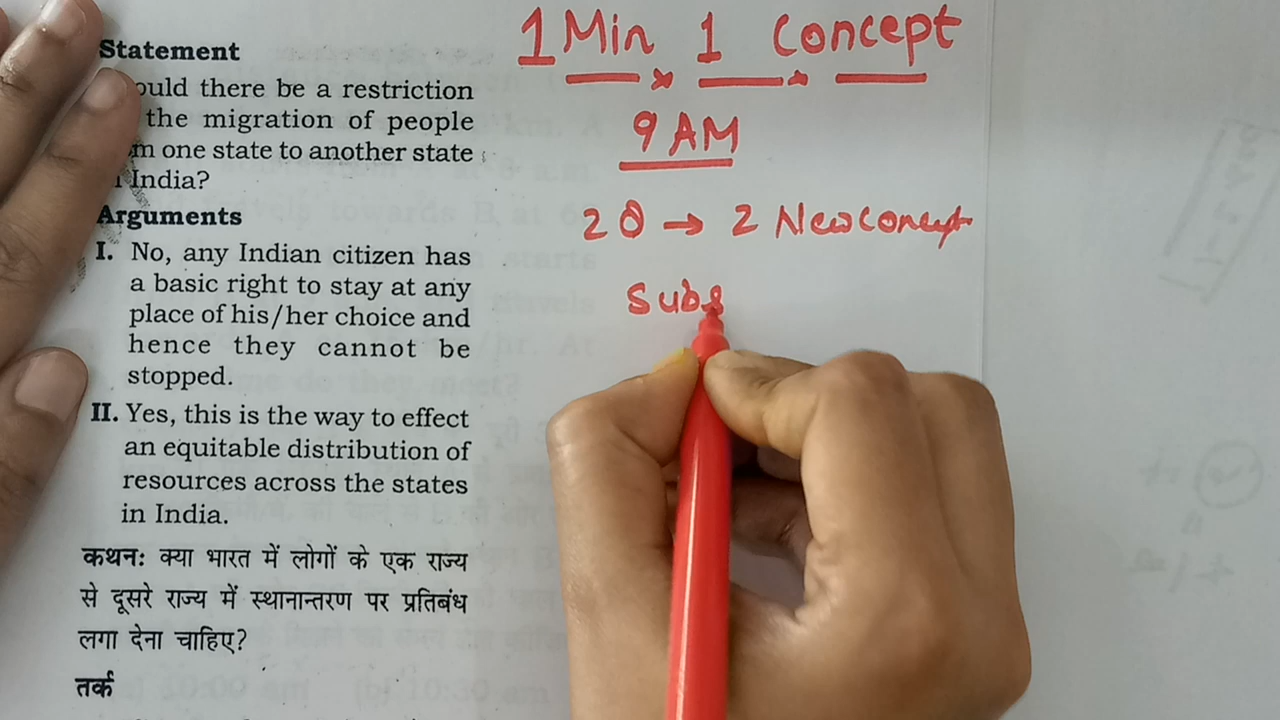 Statement
ould there be a restriction
the migration of people
m one state to another state
India?
Arguments
I. No, any Indian citizen has
a basic right to stay at any
place of his/her choice and
hence they cannot be
stopped.
II. Yes, this is the way to effect
an equitable distribution of
resources across the states
in India.
कथनः क्या भारत में लोगों के एक राज्य
से दूसरे राज्य में स्थानान्तरण पर प्रतिबंध
लगा देना चाहिए?
तर्क
1 Min 1 Concept
9 AM
2 Q → 2 New Concept
Subs